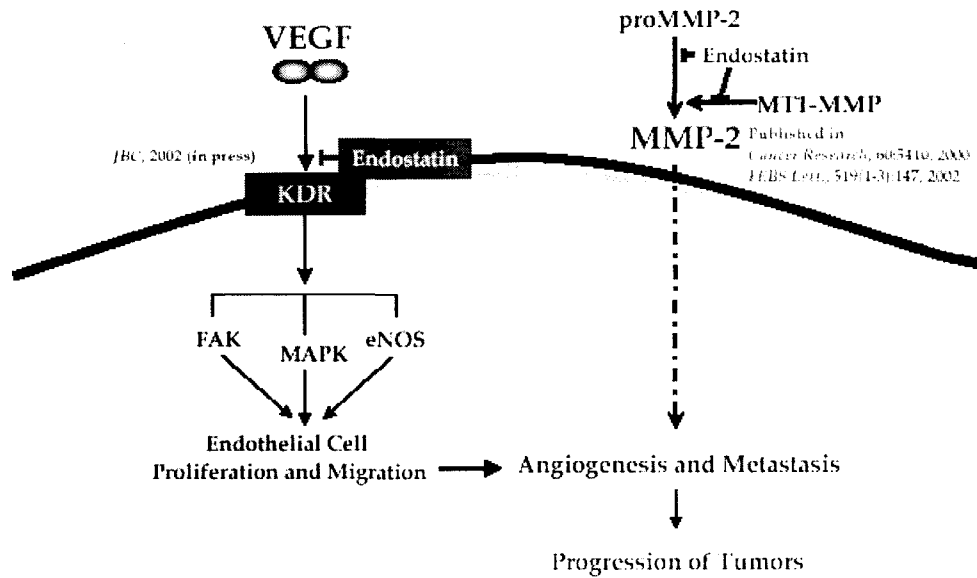 VEGF
JBC, 2002 (in press)
Endostatin
KDR
FAK
MAPK
eNOS
Endothelial Cell
Proliferation and Migration
proMMP-2
Endostatin
MT1-MMP
MMP-2
Published in
Cancer Research, 60:5410, 2000
FEBS Lett., 519(1-3):147, 2002
Angiogenesis and Metastasis
Progression of Tumors